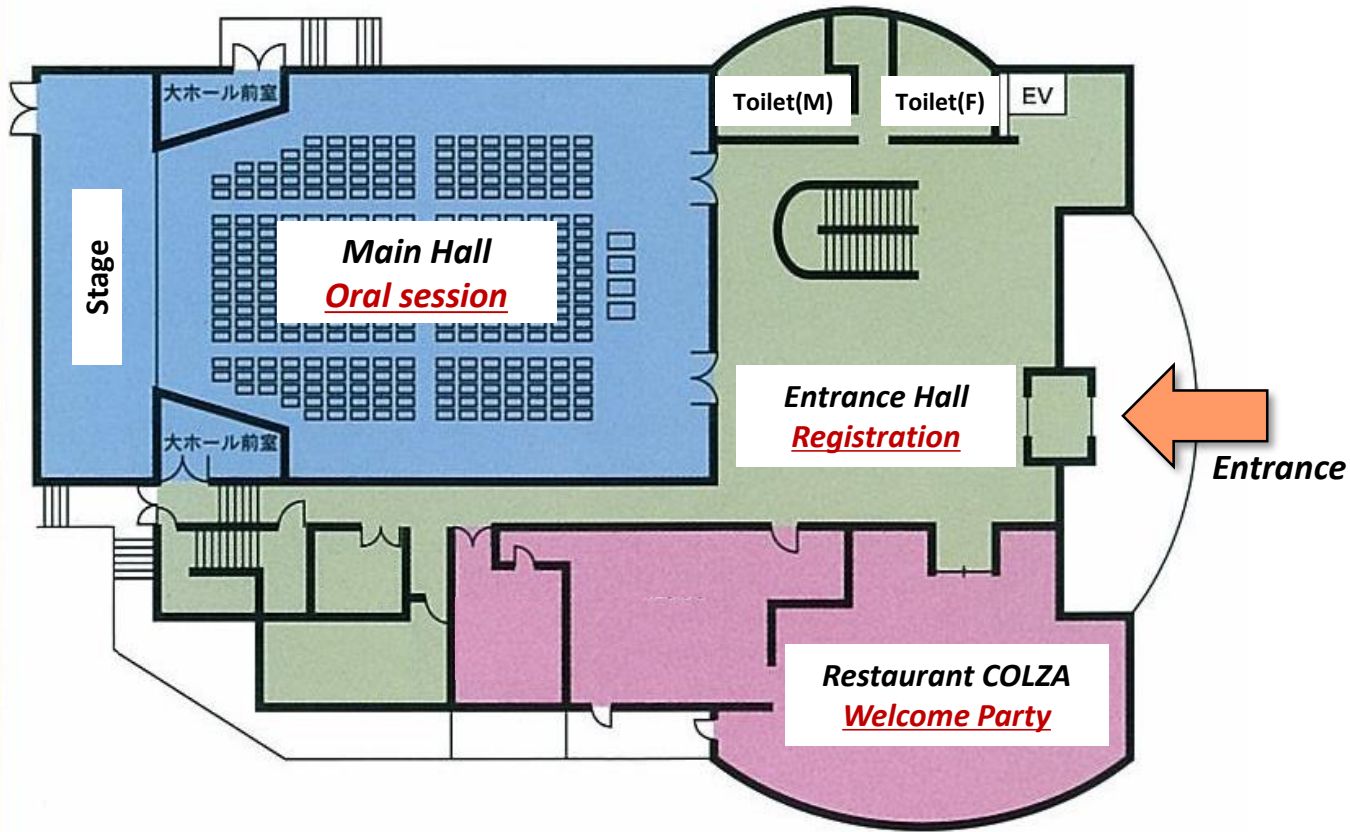 大ホール前室
Toilet(M)
Toilet(F)
EV
Stage
Main Hall
Oral session
Entrance Hall
Registration
Entrance
大ホール前室
Restaurant COLZA
Welcome Party